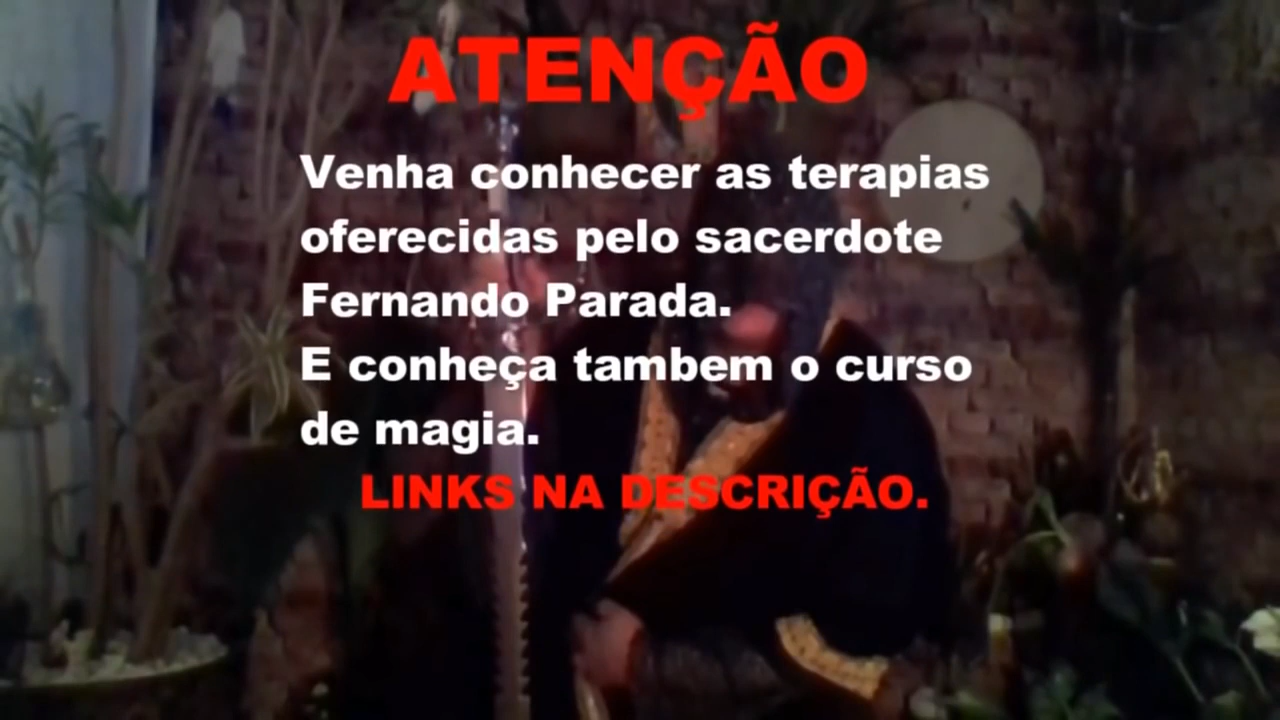 ATENÇÃO
Venha conhecer as terapias
oferecidas pelo sacerdote
Fernando Parada.
E conheça tambem o curso
de magia.
LINKS NA DESCRIÇÃO.